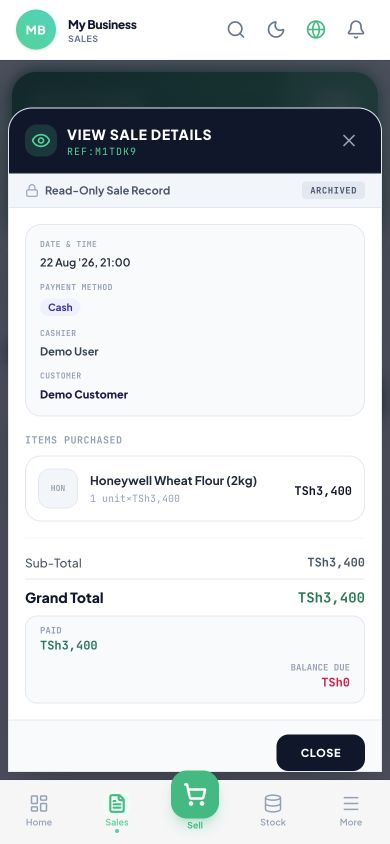 MB
My Business
SALES
VIEW SALE DETAILS
REF:M1TDK9
Read-Only Sale Record
ARCHIVED
DATE & TIME
22 Aug '26, 21:00
PAYMENT METHOD
Cash
CASHIER
Demo User
CUSTOMER
Demo Customer
ITEMS PURCHASED
HON
Honeywell Wheat Flour (2kg)
1 unit×TSh3,400
TSh3,400
Sub-Total
TSh3,400
Grand Total
TSh3,400
PAID
TSh3,400
BALANCE DUE
TSh0
CLOSE
Home
Sales
Sell
Stock
More